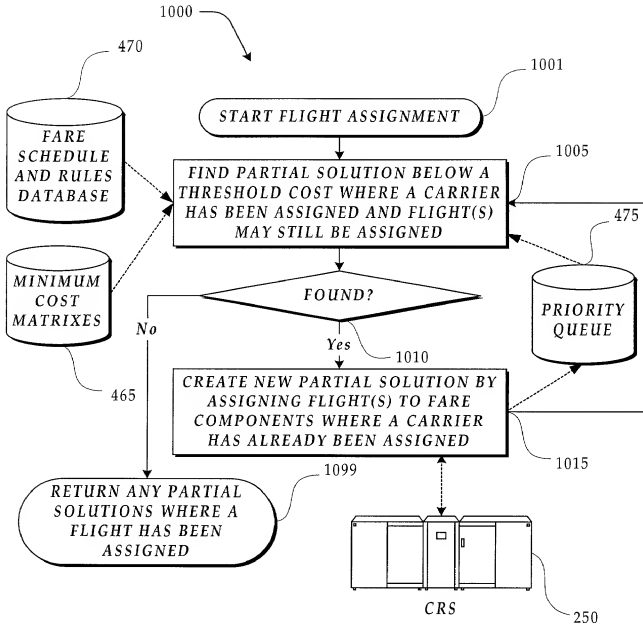 1000
470
1001
START FLIGHT ASSIGNMENT
FARE
SCHEDULE
AND RULES
DATABASE
1005
FIND PARTIAL SOLUTION BELOW A
THRESHOLD COST WHERE A CARRIER
HAS BEEN ASSIGNED AND FLIGHT(S)
MAY STILL BE ASSIGNED
475
MINIMUM
COST
MATRIXES
FOUND?
PRIORITY
QUEUE
No
Yes
1010
465
CREATE NEW PARTIAL SOLUTION BY
ASSIGNING FLIGHT(S) TO FARE
COMPONENTS WHERE A CARRIER
HAS ALREADY BEEN ASSIGNED
1015
1099
RETURN ANY PARTIAL
SOLUTIONS WHERE A
FLIGHT HAS BEEN
ASSIGNED
CRS
250